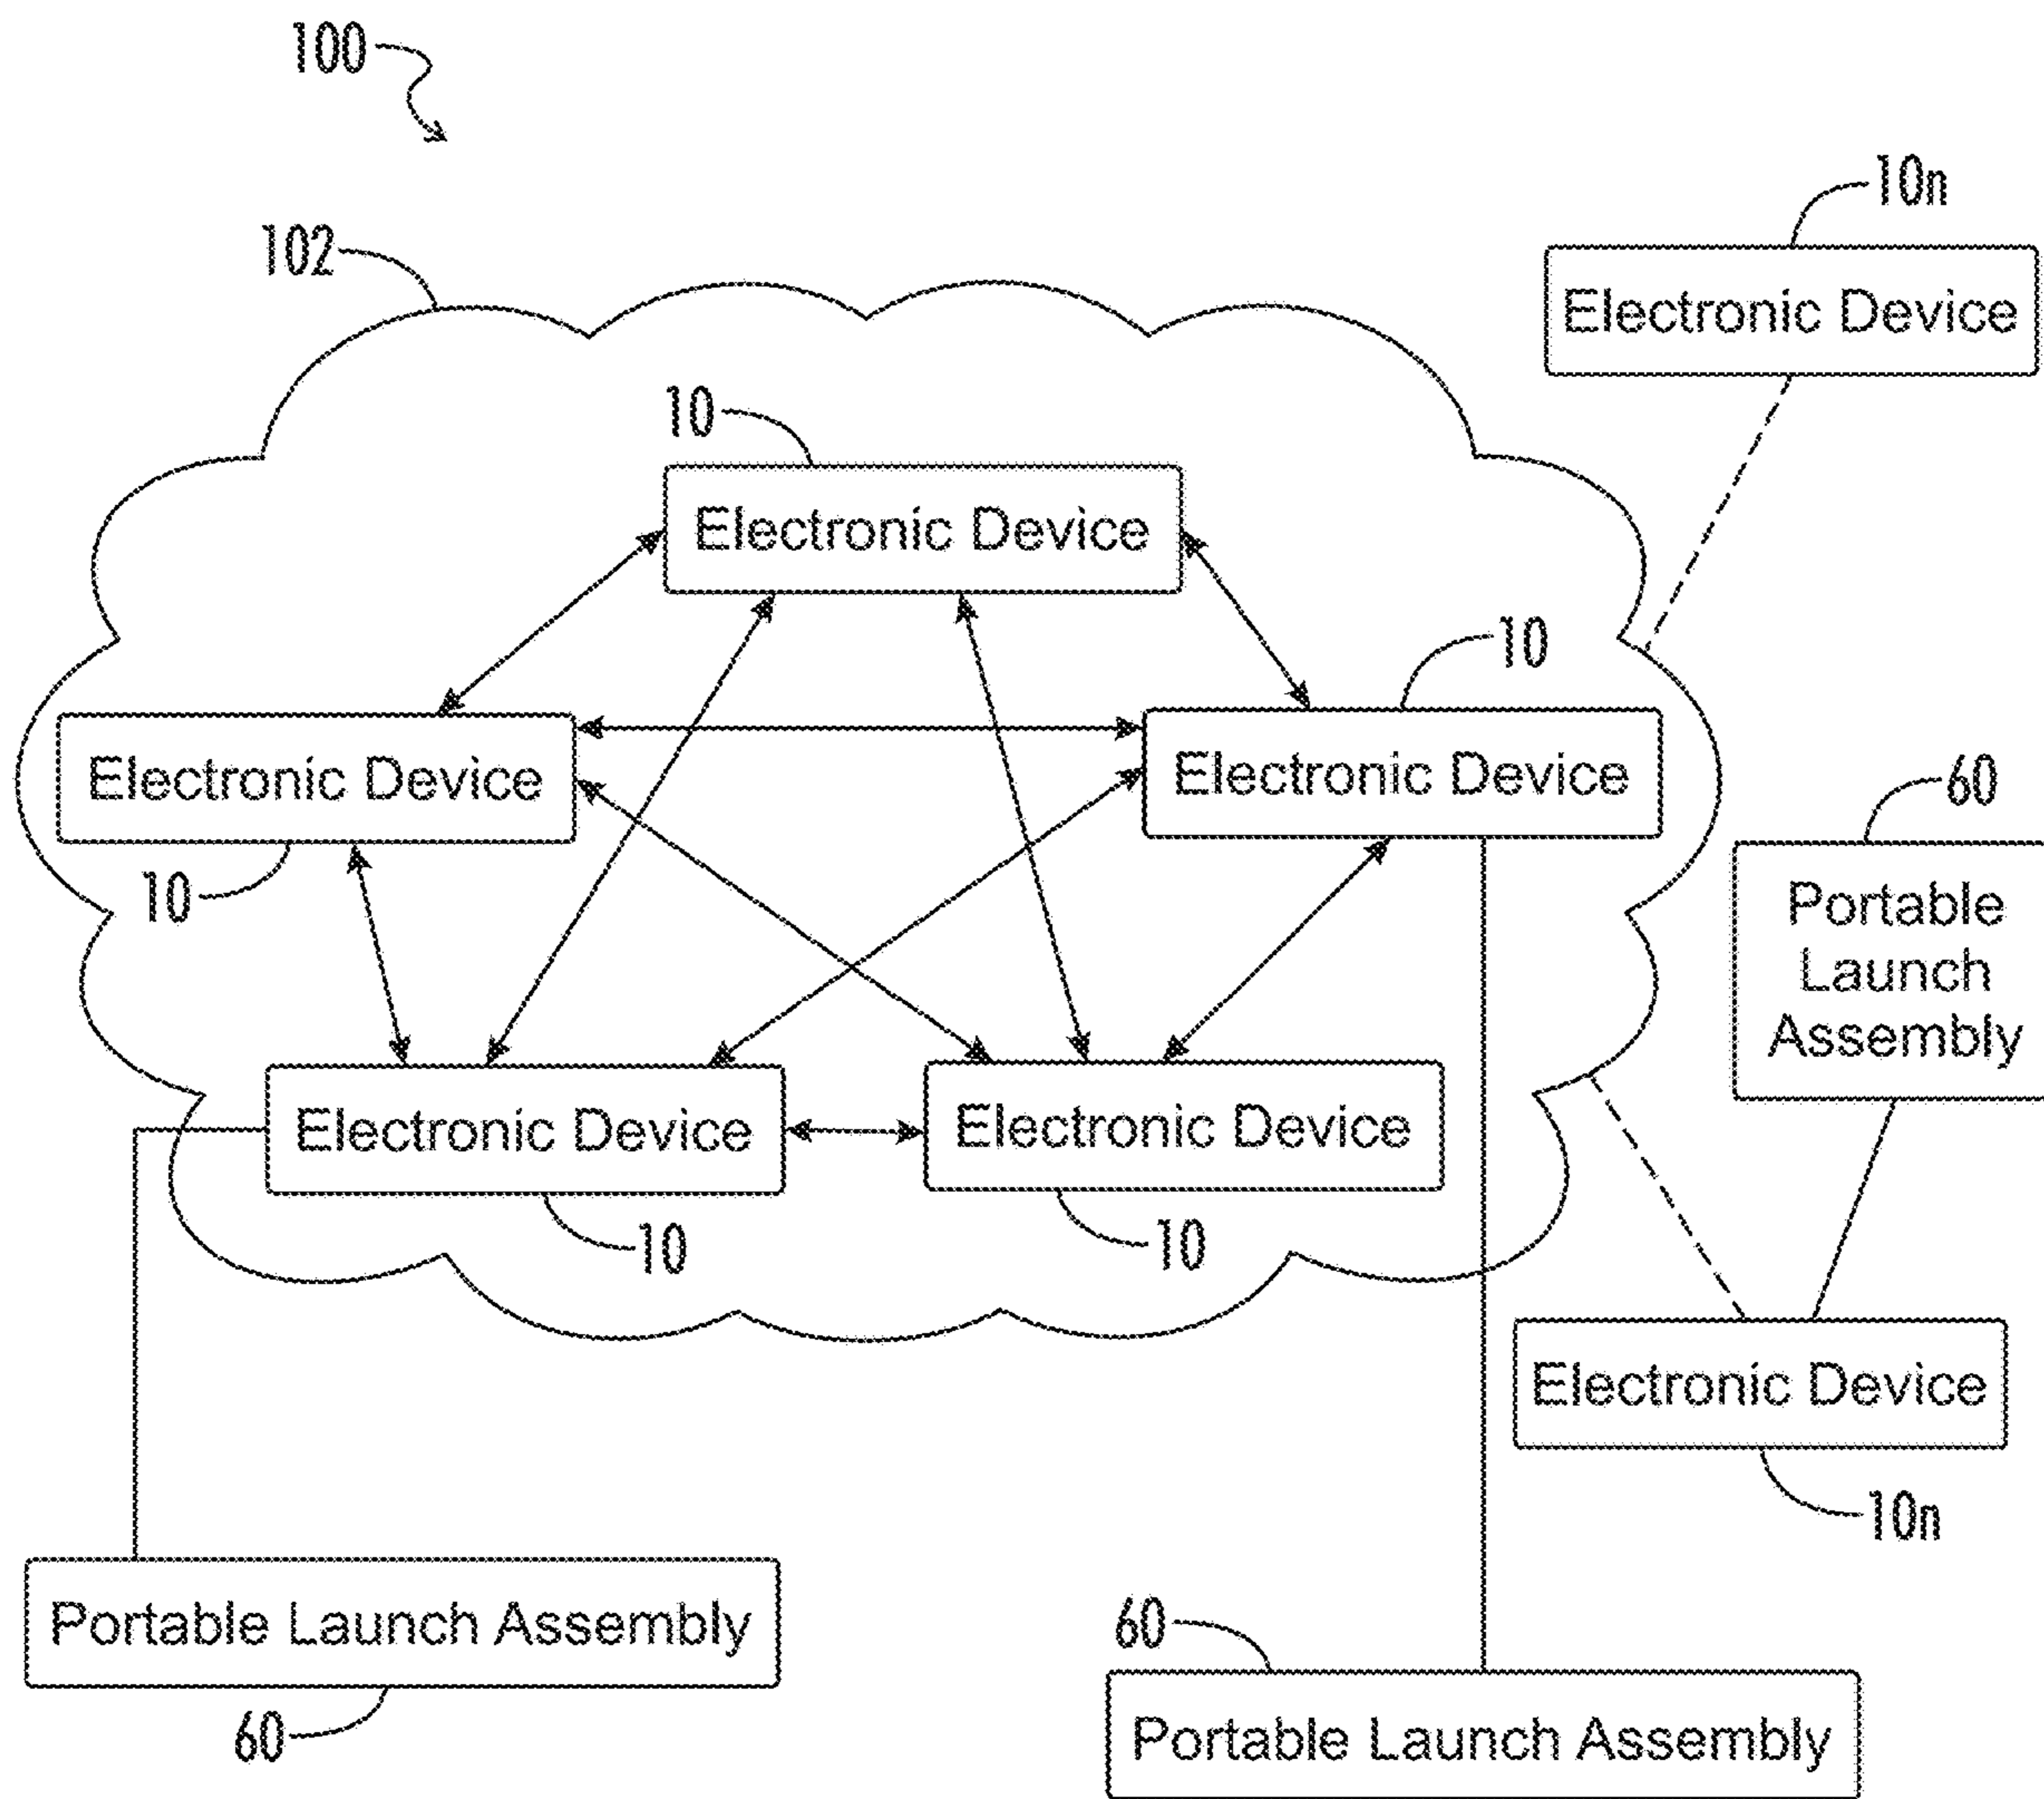 100
10n
102
Electronic Device
10
Electronic Device
10
Electronic Device
Electronic Device
60
10
Portable
Launch
Assembly
Electronic Device
Electronic Device
10
10
Electronic Device
10n
Portable Launch Assembly
60
60
Portable Launch Assembly